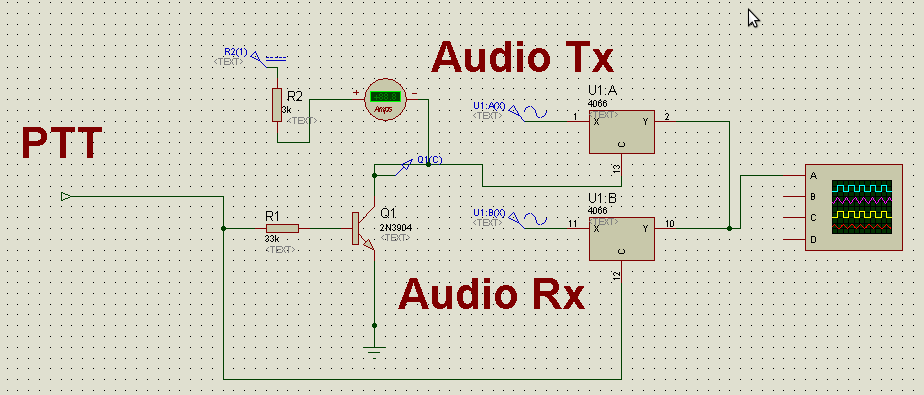 Audio Tx
R2(1)
<TEXT>
R2
3k
<TEXT>
+
-
Amps
U1:A
4066
<TEXT>
U1:A(X)
<TEXT>
1
X
Y
2
C
13
PTT
Q1(C)
A
B
C
D
U1:B
4066
<TEXT>
U1:B(X)
<TEXT>
11
X
Y
10
C
12
R1
33k
<TEXT>
Q1
2N3904
<TEXT>
Audio Rx